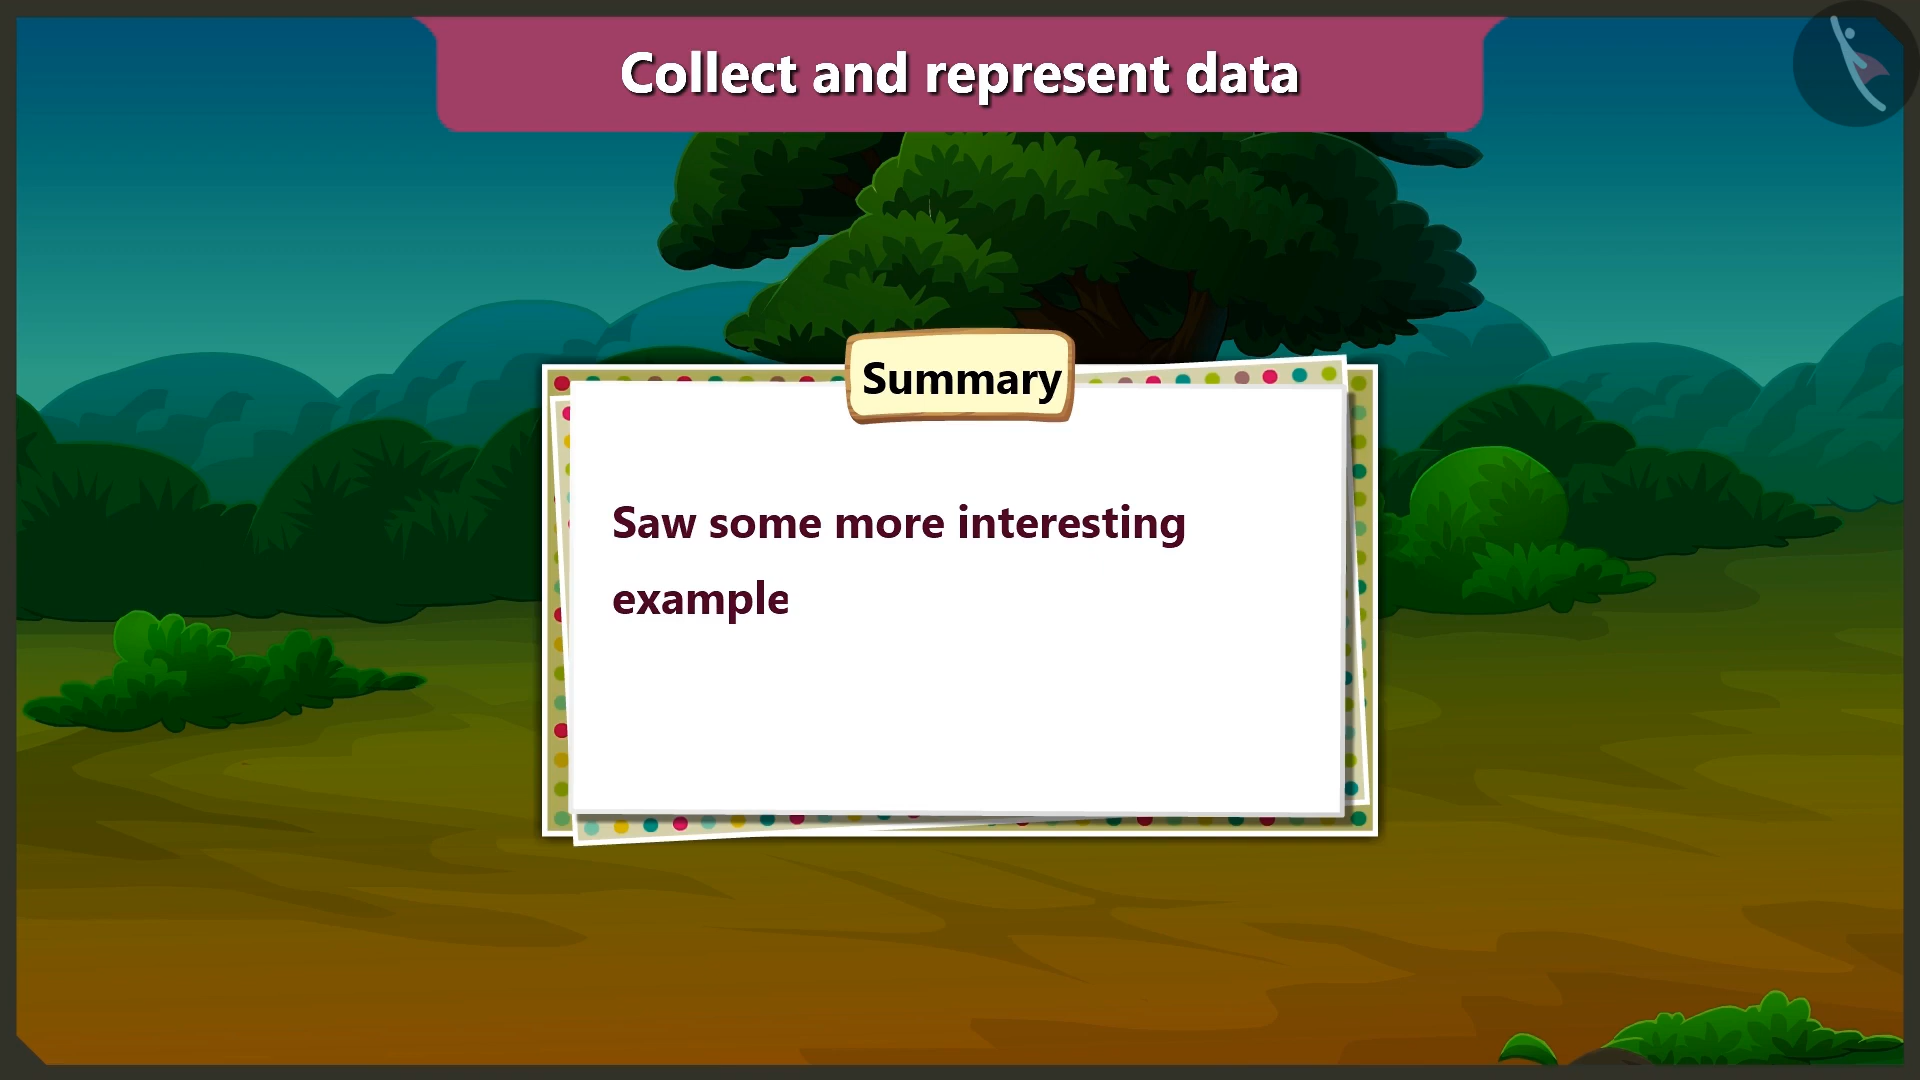 Collect and represent data
Summary
Saw some more interesting
example